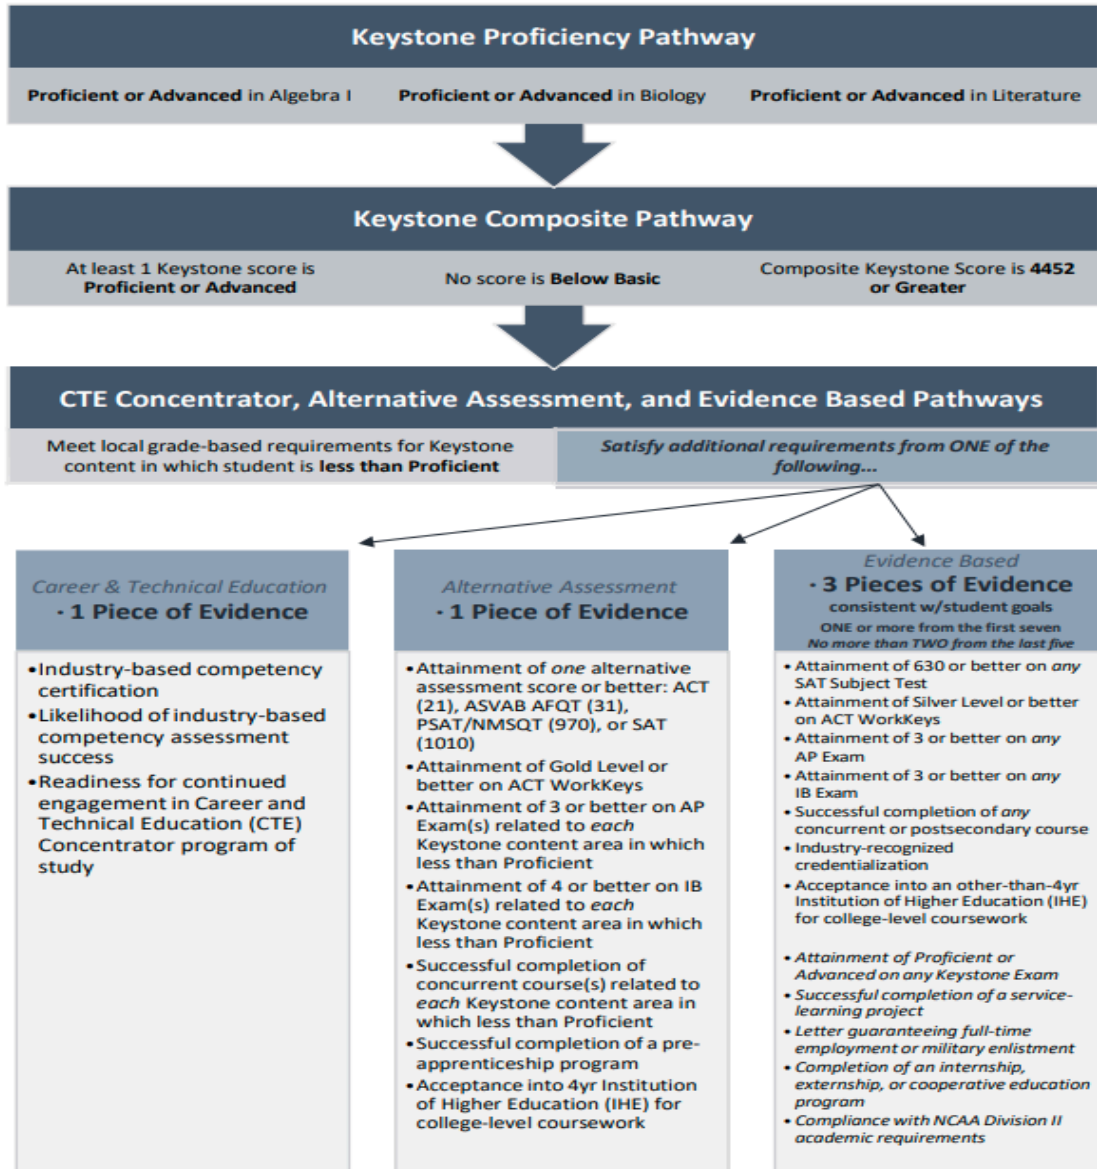 Keystone Proficiency Pathway
Proficient or Advanced in Algebra I
Proficient or Advanced in Biology
Proficient or Advanced in Literature
Keystone Composite Pathway
At least 1 Keystone score is
Proficient or Advanced
No score is Below Basic
Composite Keystone Score is 4452
or Greater
CTE Concentrator, Alternative Assessment, and Evidence Based Pathways
Meet local grade-based requirements for Keystone
content in which student is less than Proficient
Satisfy additional requirements from ONE of the
following...
Career & Technical Education
· 1 Piece of Evidence
•Industry-based competency
certification
•Likelihood of industry-based
competency assessment
success
•Readiness for continued
engagement in Career and
Technical Education (CTE)
Concentrator program of
study
Alternative Assessment
· 1 Piece of Evidence
•Attainment of one alternative
assessment score or better: ACT
(21), ASVAB AFQT (31),
PSAT/NMSQT (970), or SAT
(1010)
•Attainment of Gold Level or
better on ACT WorkKeys
•Attainment of 3 or better on AP
Exam(s) related to each
Keystone content area in which
less than Proficient
•Attainment of 4 or better on IB
Exam(s) related to each
Keystone content area in which
less than Proficient
•Successful completion of
concurrent course(s) related to
each Keystone content area in
which less than Proficient
•Successful completion of a pre-
apprenticeship program
•Acceptance into 4yr Institution
of Higher Education (IHE) for
college-level coursework
Evidence Based
· 3 Pieces of Evidence
consistent w/student goals
ONE or more from the first seven
No more than TWO from the last five
•Attainment of 630 or better on any
SAT Subject Test
•Attainment of Silver Level or better
on ACT WorkKeys
•Attainment of 3 or better on any
AP Exam
•Attainment of 3 or better on any
IB Exam
•Successful completion of any
concurrent or postsecondary course
•Industry-recognized
credentialization
•Acceptance into an other-than-4yr
Institution of Higher Education (IHE)
for college-level coursework
•Attainment of Proficient or
Advanced on any Keystone Exam
•Successful completion of a service-
learning project
•Letter guaranteeing full-time
employment or military enlistment
•Completion of an internship,
externship, or cooperative education
program
•Compliance with NCAA Division II
academic requirements